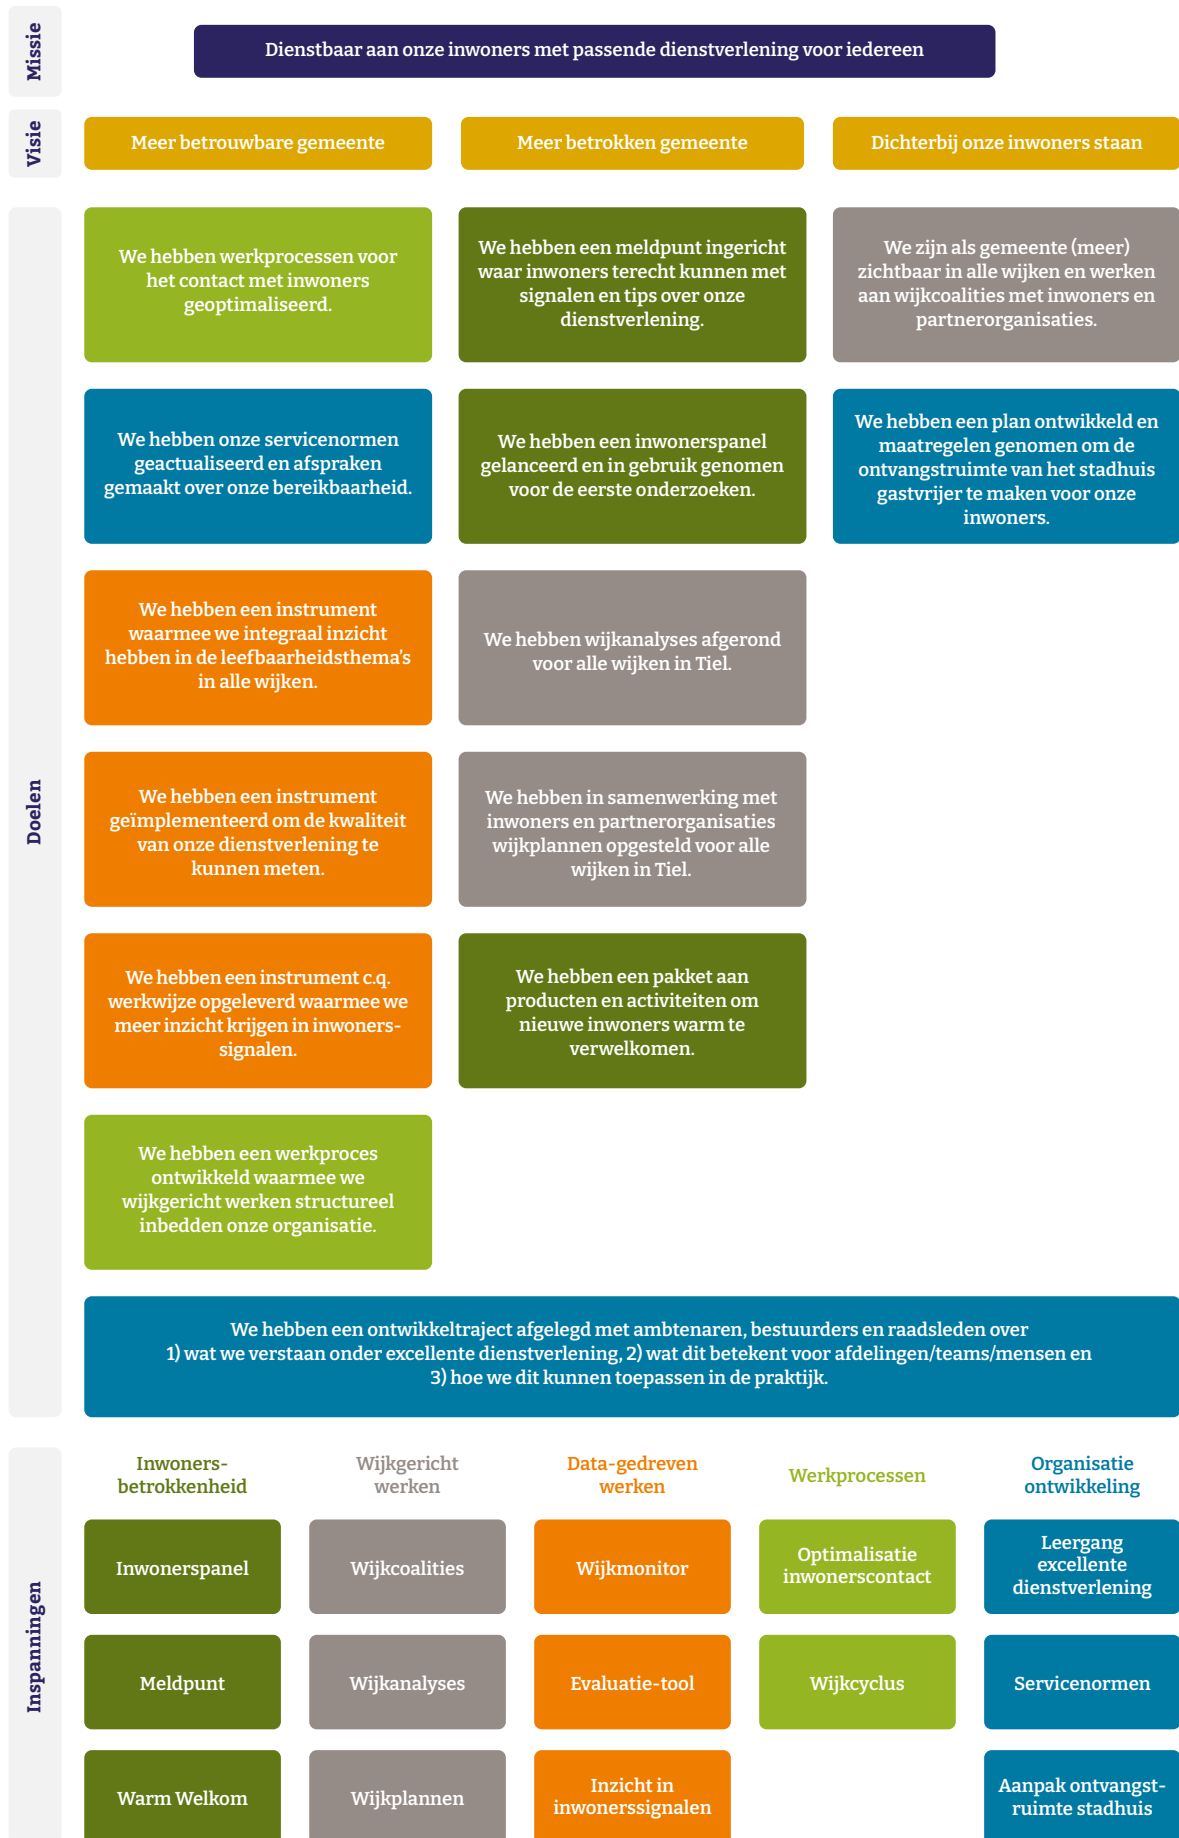 Missie
Dienstbaar aan onze inwoners met passende dienstverlening voor iedereen
Visie
Meer betrouwbare gemeente
Meer betrokken gemeente
Dichterbij onze inwoners staan
Doelen
We hebben werkprocessen voor
het contact met inwoners
geoptimaliseerd.
We hebben een meldpunt ingericht
waar inwoners terecht kunnen met
signalen en tips over onze
dienstverlening.
We zijn als gemeente (meer)
zichtbaar in alle wijken en werken
aan wijkcoalities met inwoners en
partnerorganisaties.
We hebben onze servicenormen
geactualiseerd en afspraken
gemaakt over onze bereikbaarheid.
We hebben een inwonerspanel
gelanceerd en in gebruik genomen
voor de eerste onderzoeken.
We hebben een plan ontwikkeld en
maatregelen genomen om de
ontvangstruimte van het stadhuis
gastvrijer te maken voor onze
inwoners.
We hebben een instrument
waarmee we integraal inzicht
hebben in de leefbaarheidsthema's
in alle wijken.
We hebben wijkanalyses afgerond
voor alle wijken in Tiel.
We hebben een instrument
geïmplementeerd om de kwaliteit
van onze dienstverlening te
kunnen meten.
We hebben in samenwerking met
inwoners en partnerorganisaties
wijkplannen opgesteld voor alle
wijken in Tiel.
We hebben een instrument c.q.
werkwijze opgeleverd waarmee we
meer inzicht krijgen in inwoners-
signalen.
We hebben een pakket aan
producten en activiteiten om
nieuwe inwoners warm te
verwelkomen.
We hebben een werkproces
ontwikkeld waarmee we
wijkgericht werken structureel
inbedden onze organisatie.
We hebben een ontwikkeltraject afgelegd met ambtenaren, bestuurders en raadsleden over
1) wat we verstaan onder excellente dienstverlening, 2) wat dit betekent voor afdelingen/teams/mensen en
3) hoe we dit kunnen toepassen in de praktijk.
Inspanningen
Inwoners-
betrokkenheid
Wijkgericht
werken
Data-gedreven
werken
Werkprocessen
Organisatie
ontwikkeling
Inwonerspanel
Wijkcoalities
Wijkmonitor
Optimalisatie
inwonerscontact
Leergang
excellente
dienstverlening
Meldpunt
Wijkanalyses
Evaluatie-tool
Wijkcyclus
Servicenormen
Warm Welkom
Wijkplannen
Inzicht in
inwonerssignalen
Aanpak ontvangst-
ruimte stadhuis